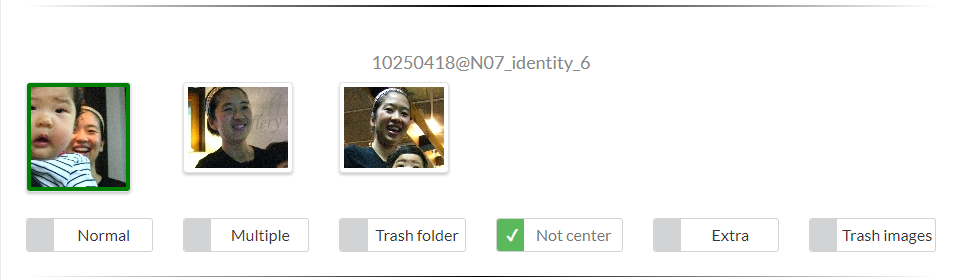 10250418@N07_identity_6
Normal
Multiple
Trash folder
Not center
Extra
Trash images